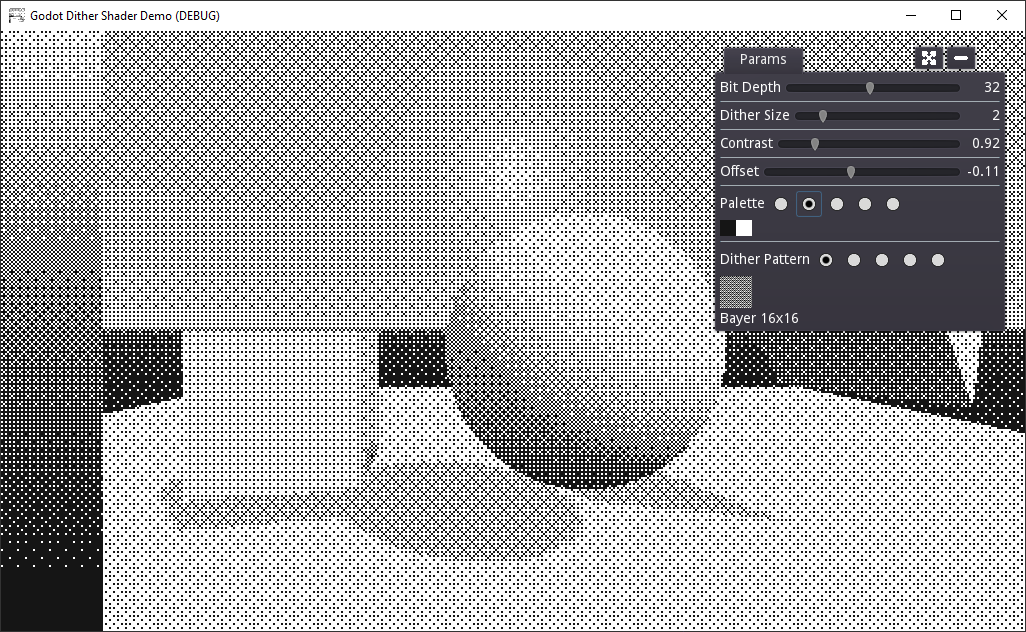 Godot Dither Shader Demo (DEBUG)
Params
Bit Depth 32
Dither Size 2
Contrast 0.92
Offset -0.11
Palette
Dither Pattern
Bayer 16x16